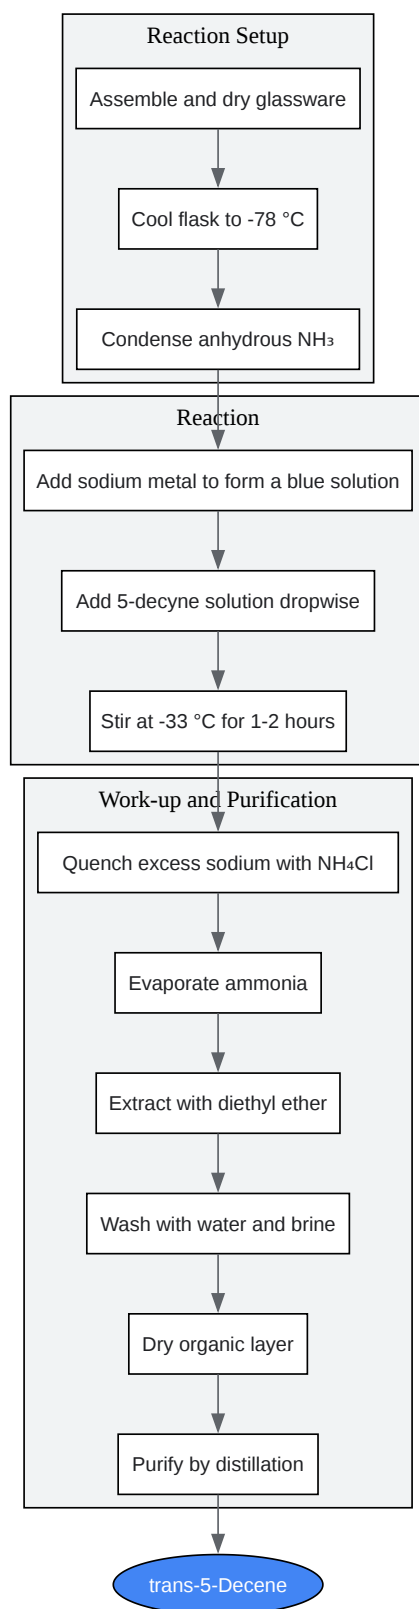 Reaction Setup
Assemble and dry glassware
Cool flask to -78 °C
Condense anhydrous NH₃
Reaction
Add sodium metal to form a blue solution
Add 5-decyne solution dropwise
Stir at -33 °C for 1-2 hours
Work-up and Purification
Quench excess sodium with NH₄Cl
Evaporate ammonia
Extract with diethyl ether
Wash with water and brine
Dry organic layer
Purify by distillation
trans-5-Decene